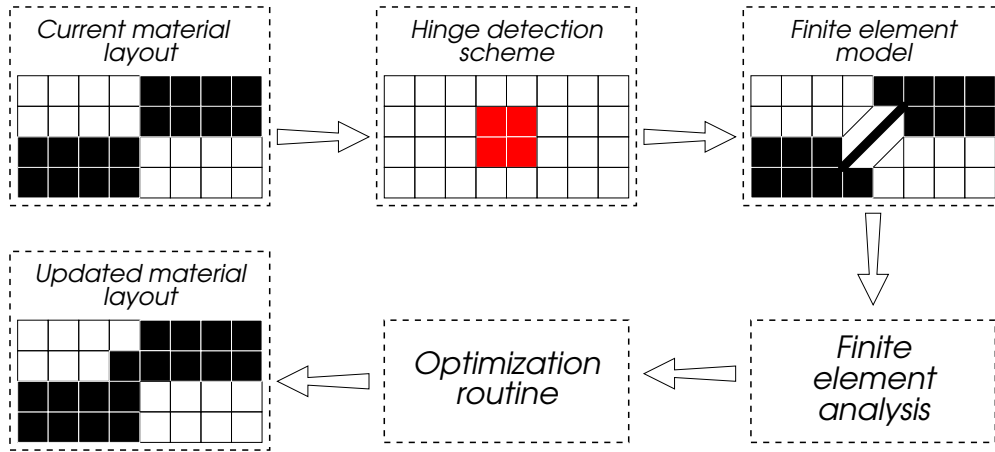 Current material
layout
Hinge detection
scheme
Finite element
model
Updated material
layout
Optimization
routine
Finite
element
analysis